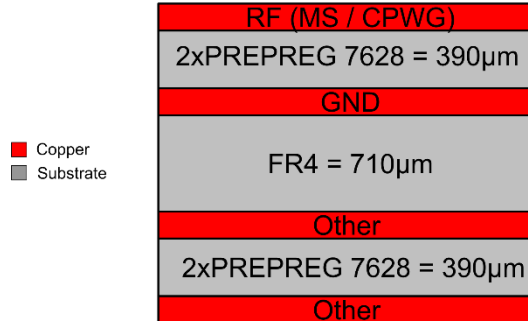 RF (MS / CPWG)
2xPREPREG 7628 = 390µm
GND
Copper
Substrate
FR4 = 710µm
Other
2xPREPREG 7628 = 390µm
Other